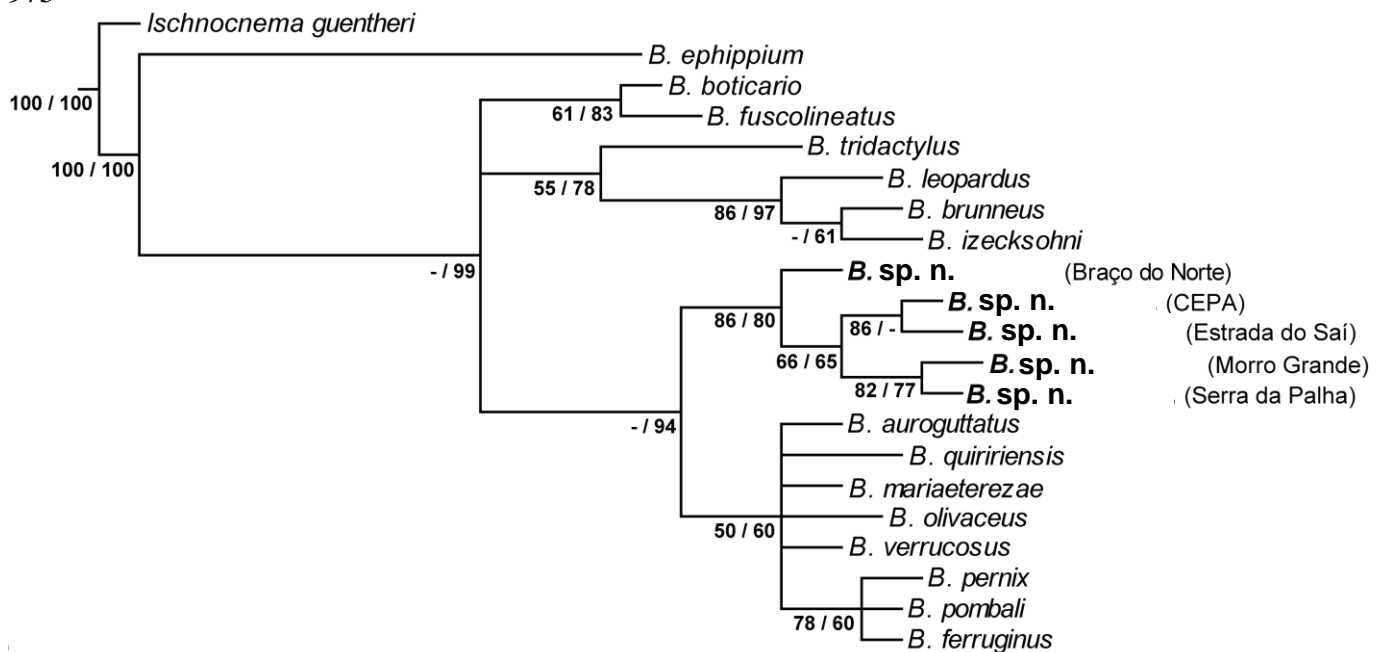 Ischnocnema guentheri
B. ephippium
100 / 100
B. boticario
61 / 83
B. fuscolineatus
B. tridactylus
100 / 100
55 / 78
B. leopardus
86 / 97
B. brunneus
- / 61
B. izecksohni
- / 99
B. sp. n. (Braço do Norte)
B. sp. n. (CEPA)
86 / 80
86 / -
B. sp. n. (Estrada do Saí)
66 / 65
B. sp. n. (Morro Grande)
82 / 77
B. sp. n. (Serra da Palha)
- / 94
B. auroguttatus
B. quiririensis
B. mariaeterezae
B. olivaceus
50 / 60
B. verrucosus
B. pernix
B. pombali
78 / 60
B. ferruginus